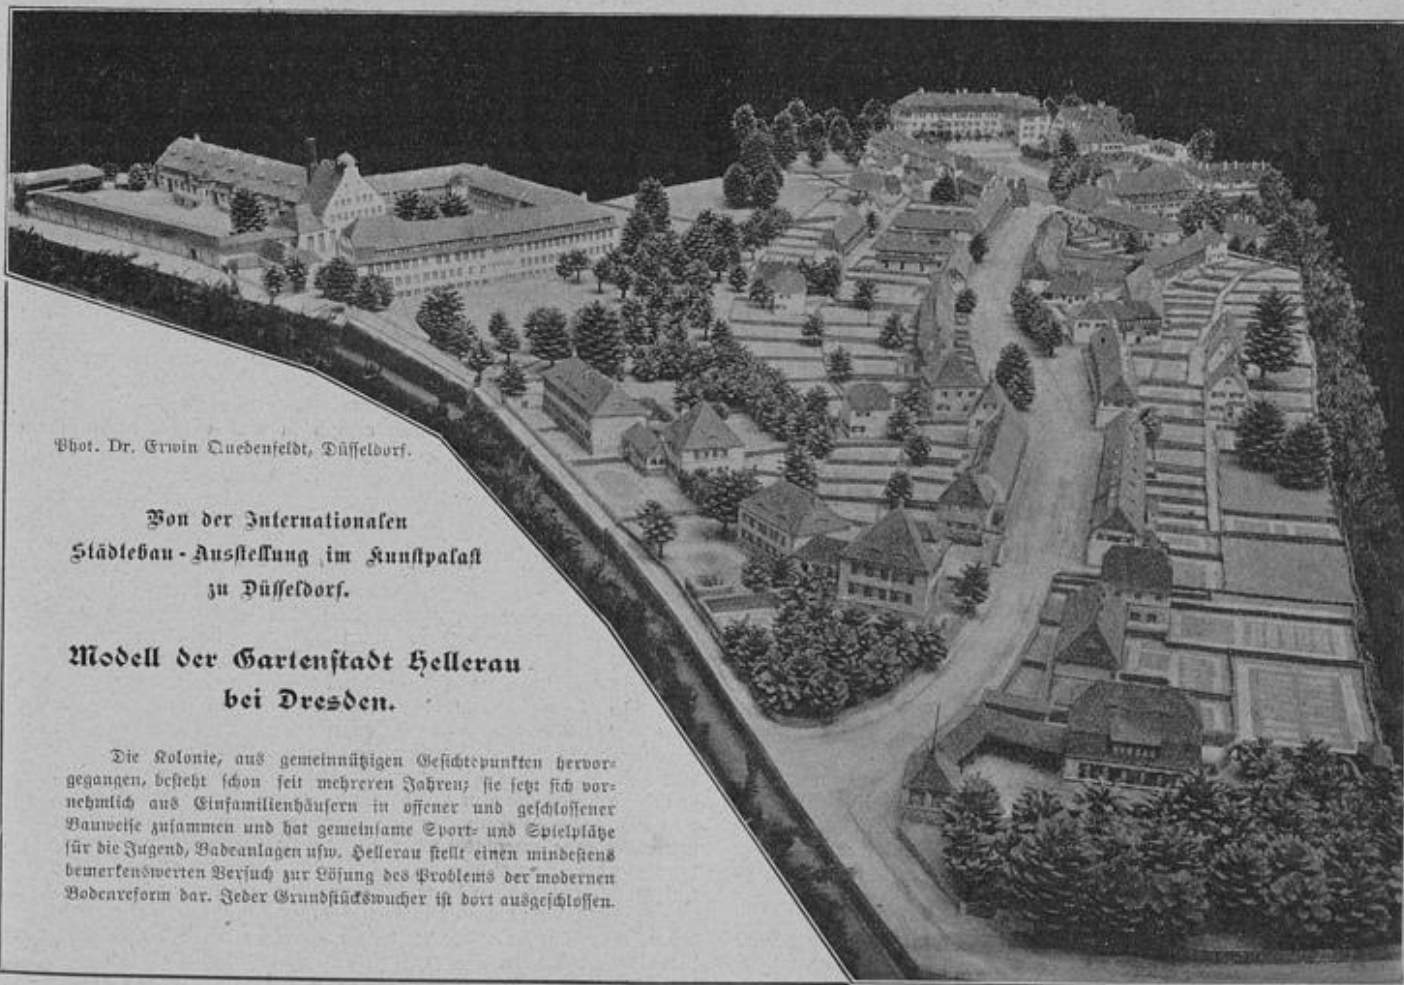 Phot. Dr. Erwin Quedenfeldt, Düsseldorf.
Von der Internationalen
Städtebau-Ausstellung im Kunstpalast
zu Düsseldorf.
Modell der Gartenstadt Hellerau
bei Dresden.
Die Kolonie, aus gemeinnützigen Gesichtspunkten hervor-
gegangen, besteht schon seit mehreren Jahren; sie setzt sich vor-
nehmlich aus Einfamilienhäusern in offener und geschlossener
Bauweise zusammen und hat gemeinsame Sport- und Spielplätze
für die Jugend, Badeanlagen usw. Hellerau stellt einen mindestens
bemerkenswerten Versuch zur Lösung des Problems der modernen
Bodenreform dar. Jeder Grundstückswucher ist dort ausgeschlossen.